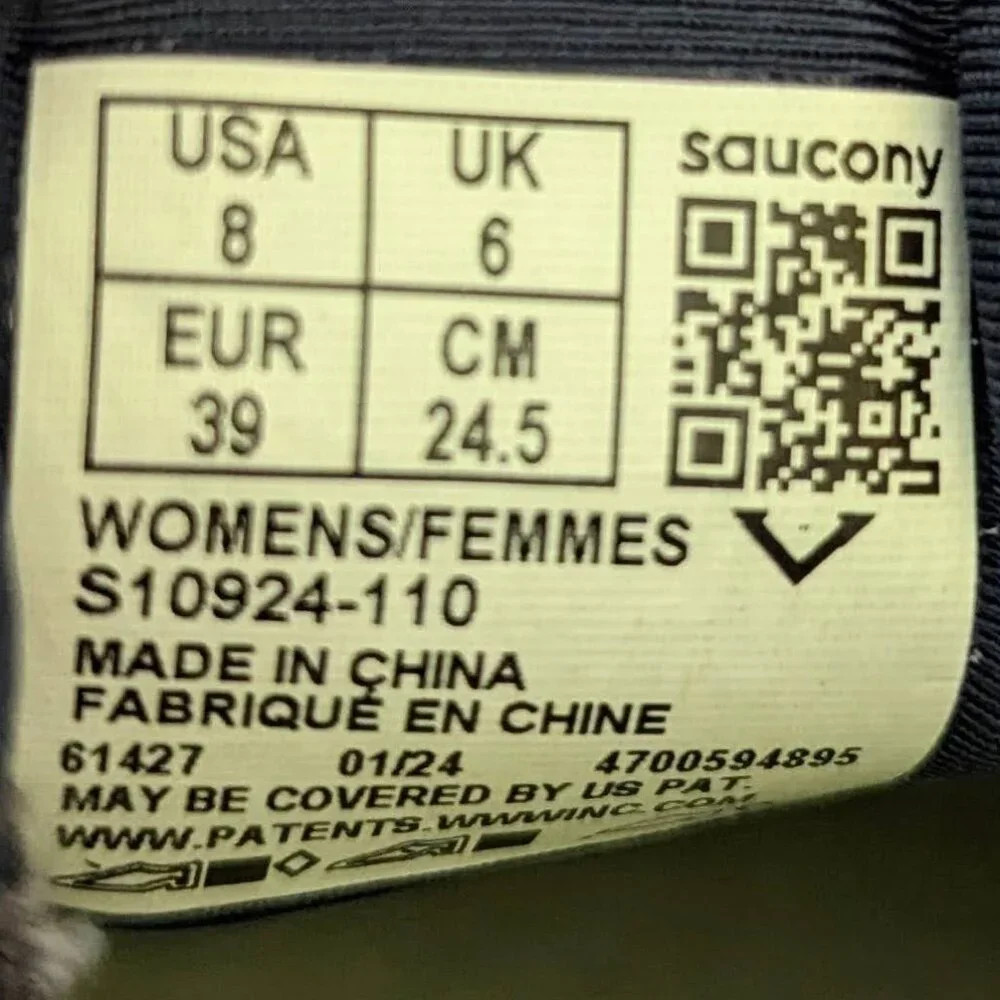 USA UK
8 6
EUR CM
39 24.5
saucony
WOMENS/FEMMES
S10924-110
MADE IN CHINA
FABRIQUÉ EN CHINE
61427 01/24 4700594895
MAY BE COVERED BY US PAT.
WWW.PATENTS.WWWINC.COM